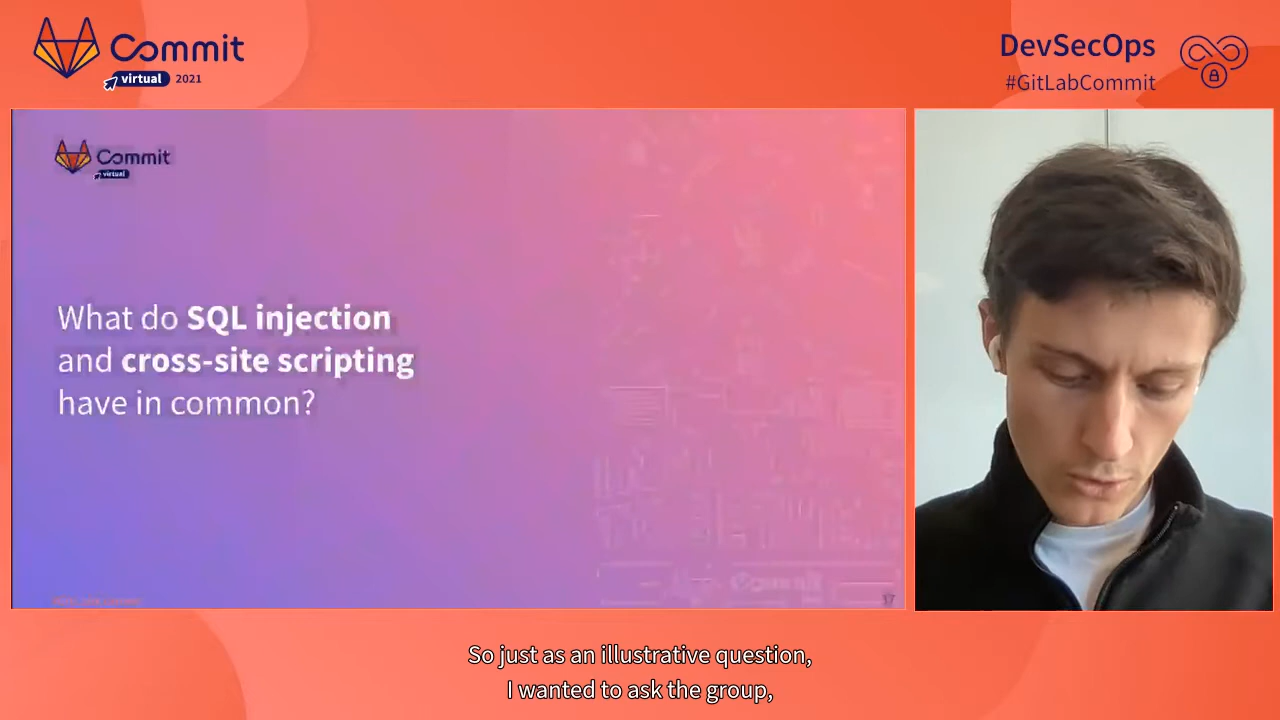 Commit
virtual 2021
DevSecOps
#GitLabCommit
Commit
virtual
What do SQL injection
and cross-site scripting
have in common?
17
So just as an illustrative question,
I wanted to ask the group,